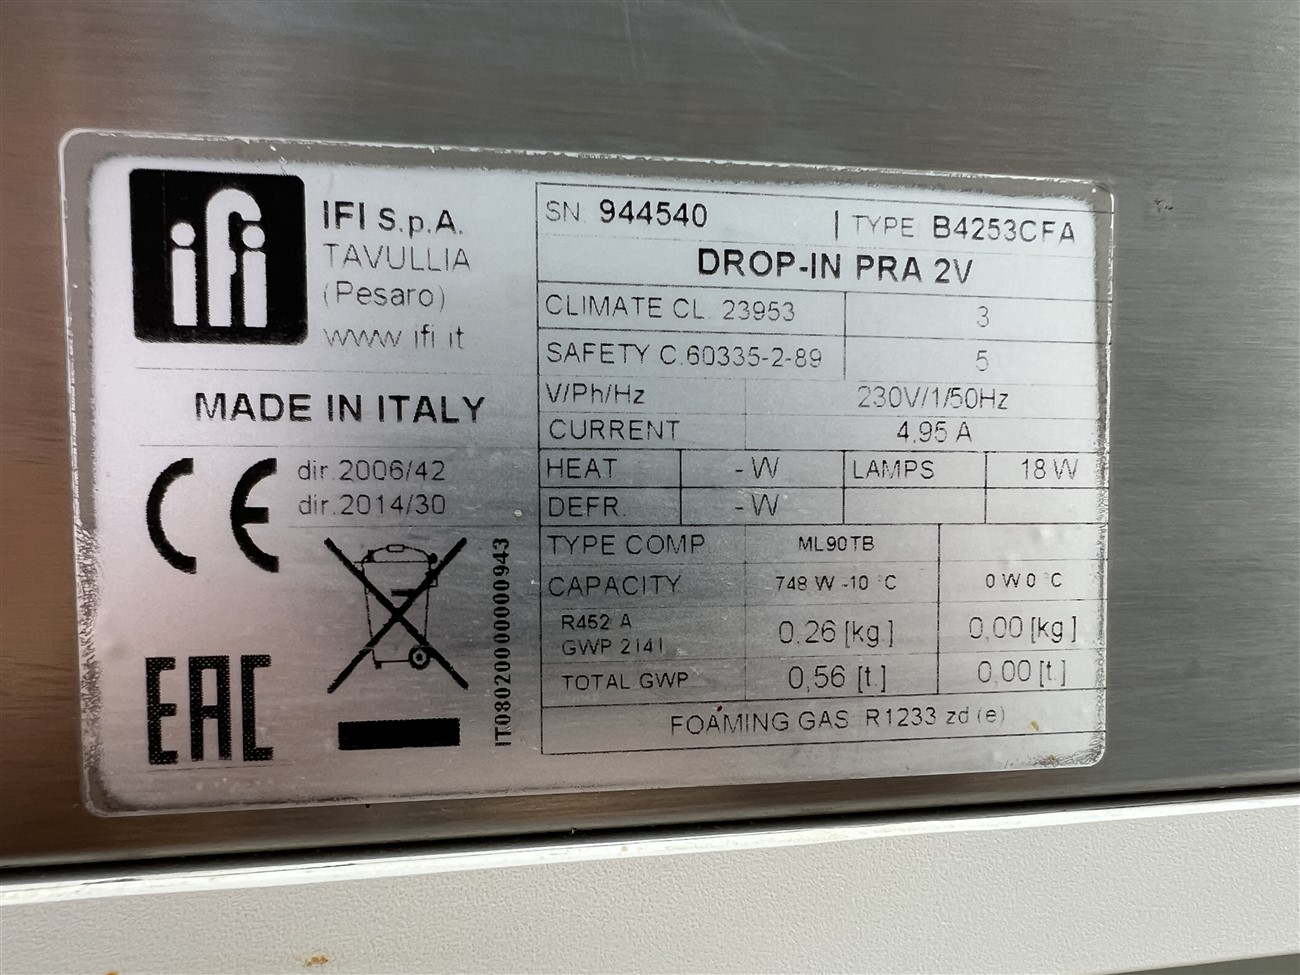 ifi
IFI S.p.A.
TAVULLIA
(Pesaro)
www.ifi.it
MADE IN ITALY
CE
dir.2006/42
dir.2014/30
EAC
IT08020000000943
SN. 944540 | TYPE B4253CFA
DROP-IN PRA 2V
CLIMATE CL. 23953 3
SAFETY C.60335-2-89 5
V/Ph/Hz 230V/1/50Hz
CURRENT 4.95 A
HEAT - W LAMPS 18 W
DEFR. - W
TYPE COMP ML90TB
CAPACITY 748 W -10 °C 0 W 0 °C
R452 A
GWP 2141 0,26 [kg] 0,00 [kg]
TOTAL GWP 0,56 [t.] 0,00 [t.]
FOAMING GAS R1233 zd (e)